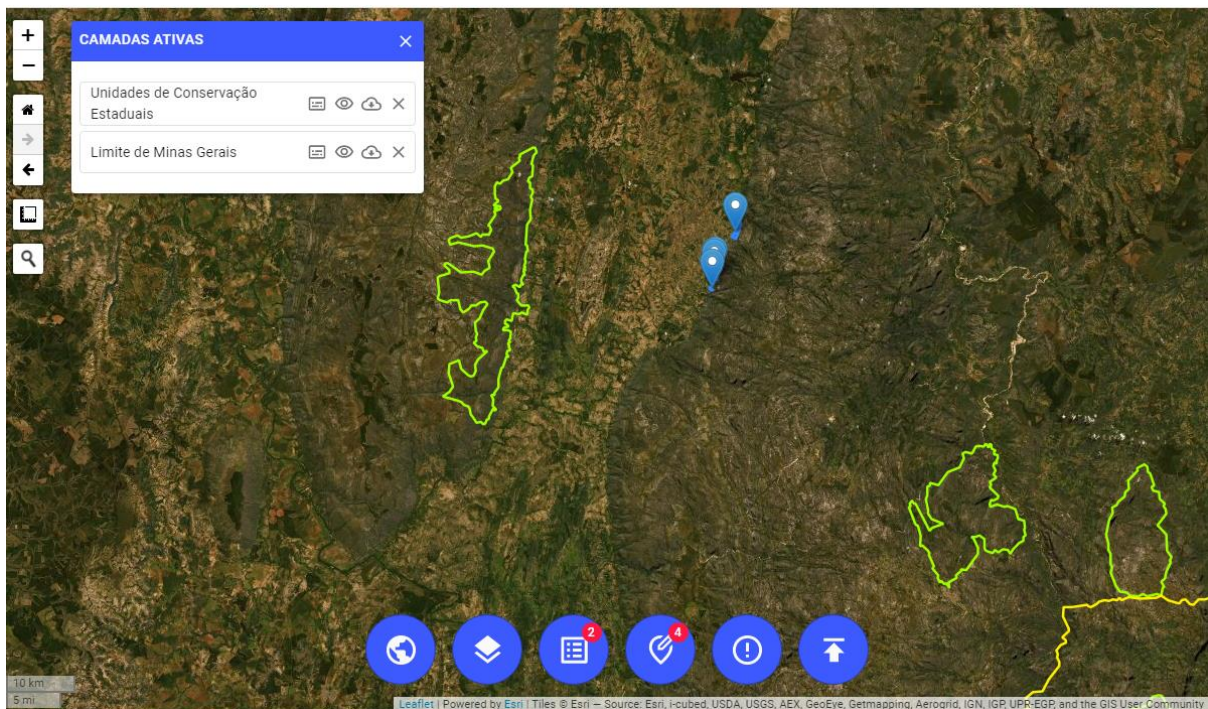 +
CAMADAS ATIVAS
−
Unidades de Conservação
Estaduais
Limite de Minas Gerais
2
4
10 km
5 mi
Leaflet | Powered by Esri | Tiles © Esri — Source: Esri, i-cubed, USDA, USGS, AEX, GeoEye, Getmapping, Aerogrid, IGN, IGP, UPR-EGP, and the GIS User Community